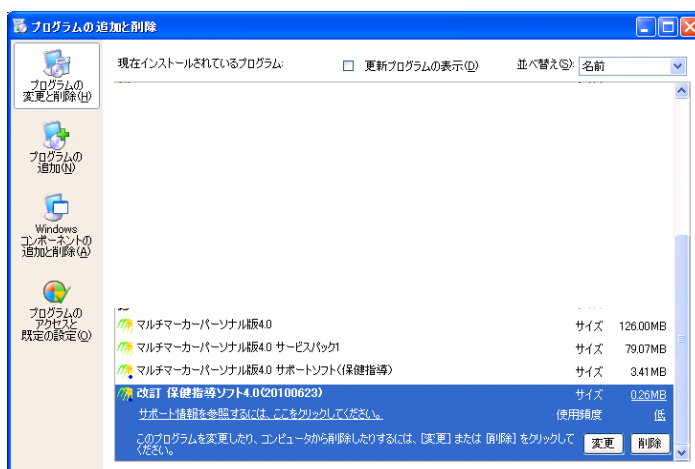 プログラムの追加と削除
プログラムの
変更と削除(H)
プログラムの
追加(N)
Windows
コンポーネントの
追加と削除(A)
プログラムの
アクセスと
既定の設定(O)
現在インストールされているプログラム:
更新プログラムの表示(D)
並べ替え(S): 名前
マルチマーカーパーソナル版4.0 サイズ 126.00MB
マルチマーカーパーソナル版4.0 サービスパック1 サイズ 79.07MB
マルチマーカーパーソナル版4.0 サポートソフト(保健指導) サイズ 3.41MB
改訂 保健指導ソフト4.0(20100623) サイズ 0.26MB
サポート情報を参照するには、ここをクリックしてください。 使用頻度 低
このプログラムを変更したり、コンピュータから削除したりするには、[変更] または [削除] をクリックして
ください。
変更 削除